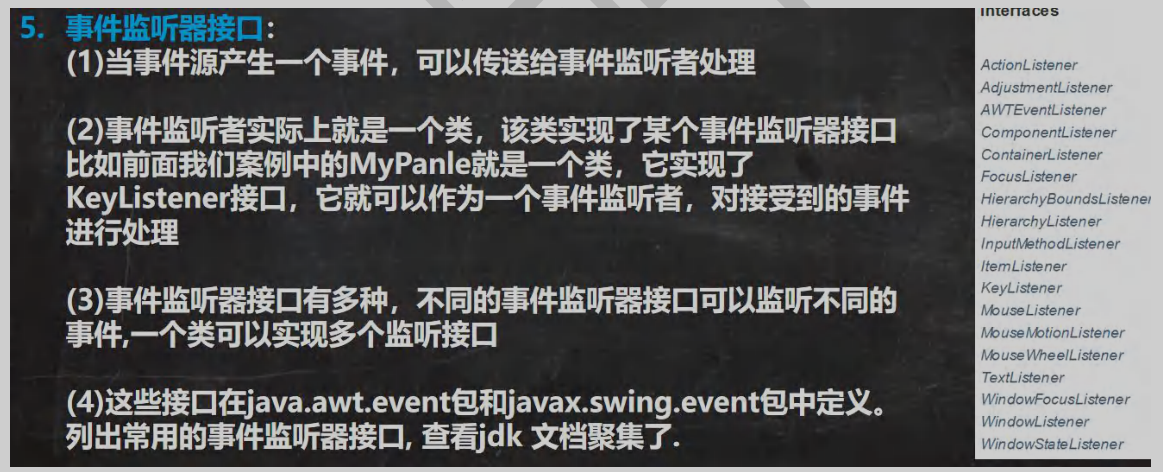 5. 事件监听器接口:
(1)当事件源产生一个事件，可以传送给事件监听者处理
(2)事件监听者实际上就是一个类，该类实现了某个事件监听器接口
比如前面我们案例中的MyPanle就是一个类，它实现了
KeyListener接口，它就可以作为一个事件监听者，对接受到的事件
进行处理
(3)事件监听器接口有多种，不同的事件监听器接口可以监听不同的
事件,一个类可以实现多个监听接口
(4)这些接口在java.awt.event包和javax.swing.event包中定义。
列出常用的事件监听器接口, 查看jdk 文档聚集了.
Interfaces
ActionListener
AdjustmentListener
AWTEventListener
ComponentListener
ContainerListener
FocusListener
HierarchyBoundsListener
HierarchyListener
InputMethodListener
ItemListener
KeyListener
MouseListener
MouseMotionListener
MouseWheelListener
TextListener
WindowFocusListener
WindowListener
WindowStateListener